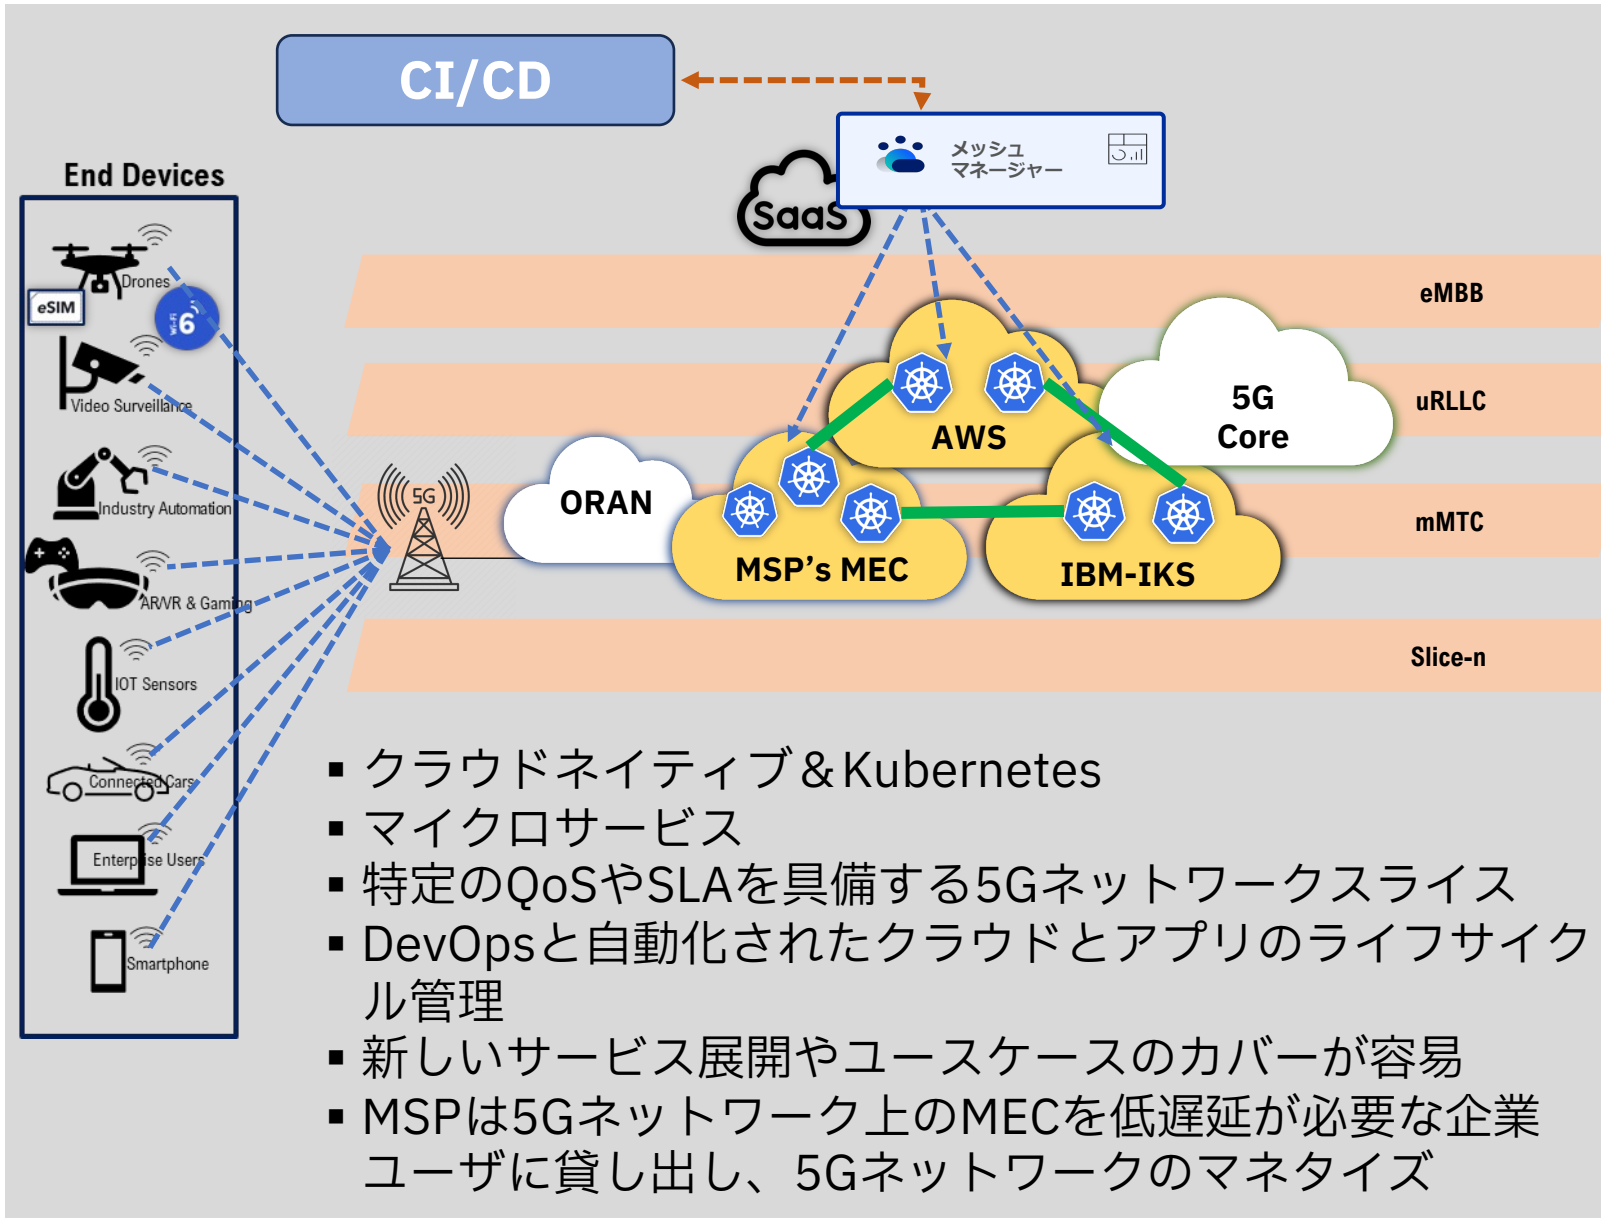 CI/CD
メッシュ
マネージャー
SaaS
End Devices
Drones
eSIM
Wi-Fi 6
Video Surveillance
Industry Automation
AR/VR & Gaming
IOT Sensors
Connected Cars
Enterprise Users
Smartphone
5G
ORAN
MSP's MEC
AWS
IBM-IKS
5G
Core
eMBB
uRLLC
mMTC
Slice-n
▪ クラウドネイティブ＆Kubernetes
▪ マイクロサービス
▪ 特定のQoSやSLAを具備する5Gネットワークスライス
▪ DevOpsと自動化されたクラウドとアプリのライフサイク
ル管理
▪ 新しいサービス展開やユースケースのカバーが容易
▪ MSPは5Gネットワーク上のMECを低遅延が必要な企業
ユーザに貸し出し、5Gネットワークのマネタイズ